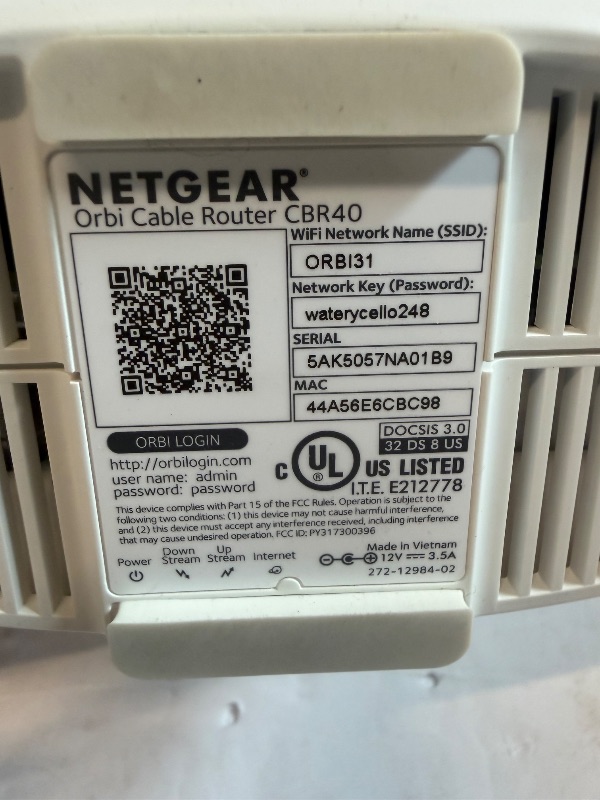 NETGEAR®
Orbi Cable Router CBR40
WiFi Network Name (SSID):
ORBI31
Network Key (Password):
waterycello248
SERIAL
5AK5057NA01B9
MAC
44A56E6CBC98
ORBI LOGIN
http://orbilogin.com
user name: admin
password: password
DOCSIS 3.0
32 DS 8 US
C UL® US LISTED
I.T.E. E212778
This device complies with Part 15 of the FCC Rules. Operation is subject to the
following two conditions: (1) this device may not cause harmful interference,
and (2) this device must accept any interference received, including interference
that may cause undesired operation. FCC ID: PY317300396
Power
Down Stream
Up Stream
Internet
Made in Vietnam
12V 3.5A
272-12984-02